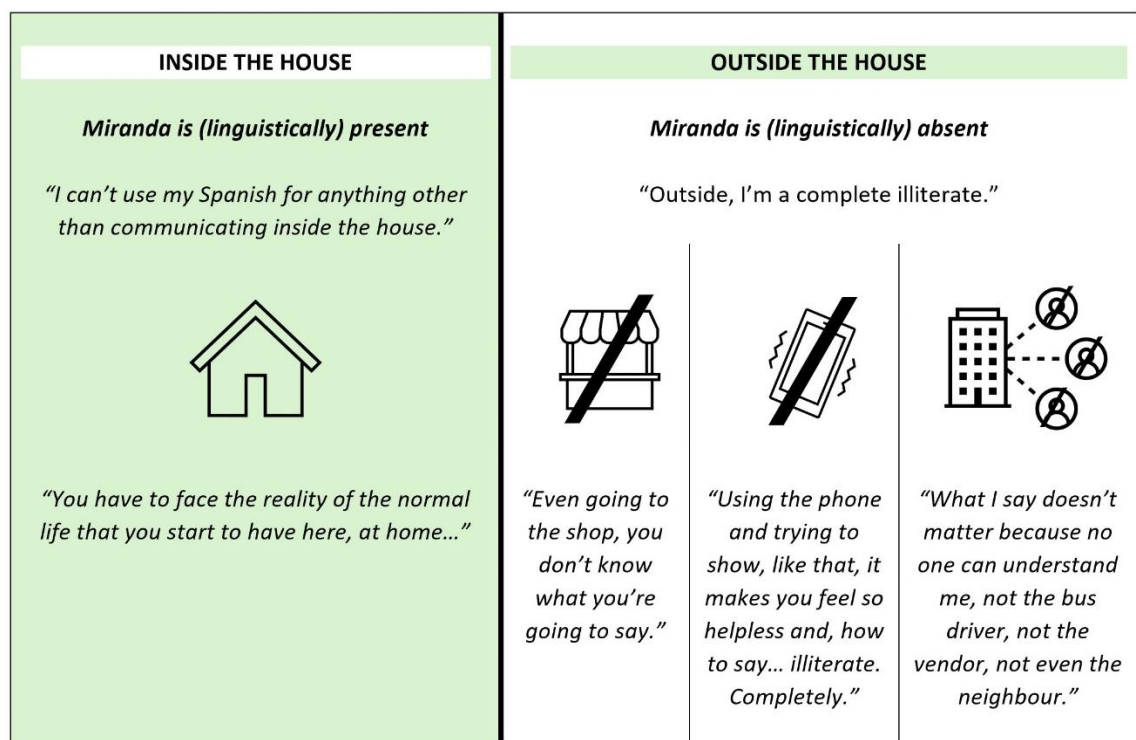 INSIDE THE HOUSE
Miranda is (linguistically) present
“I can’t use my Spanish for anything other
than communicating inside the house.”
“You have to face the reality of the normal
life that you start to have here, at home…”
OUTSIDE THE HOUSE
Miranda is (linguistically) absent
“Outside, I’m a complete illiterate.”
“Even going to
the shop, you
don’t know
what you’re
going to say.”
“Using the phone
and trying to
show, like that, it
makes you feel so
helpless and, how
to say… illiterate.
Completely.”
“What I say doesn’t
matter because no
one can understand
me, not the bus
driver, not the
vendor, not even the
neighbour.”